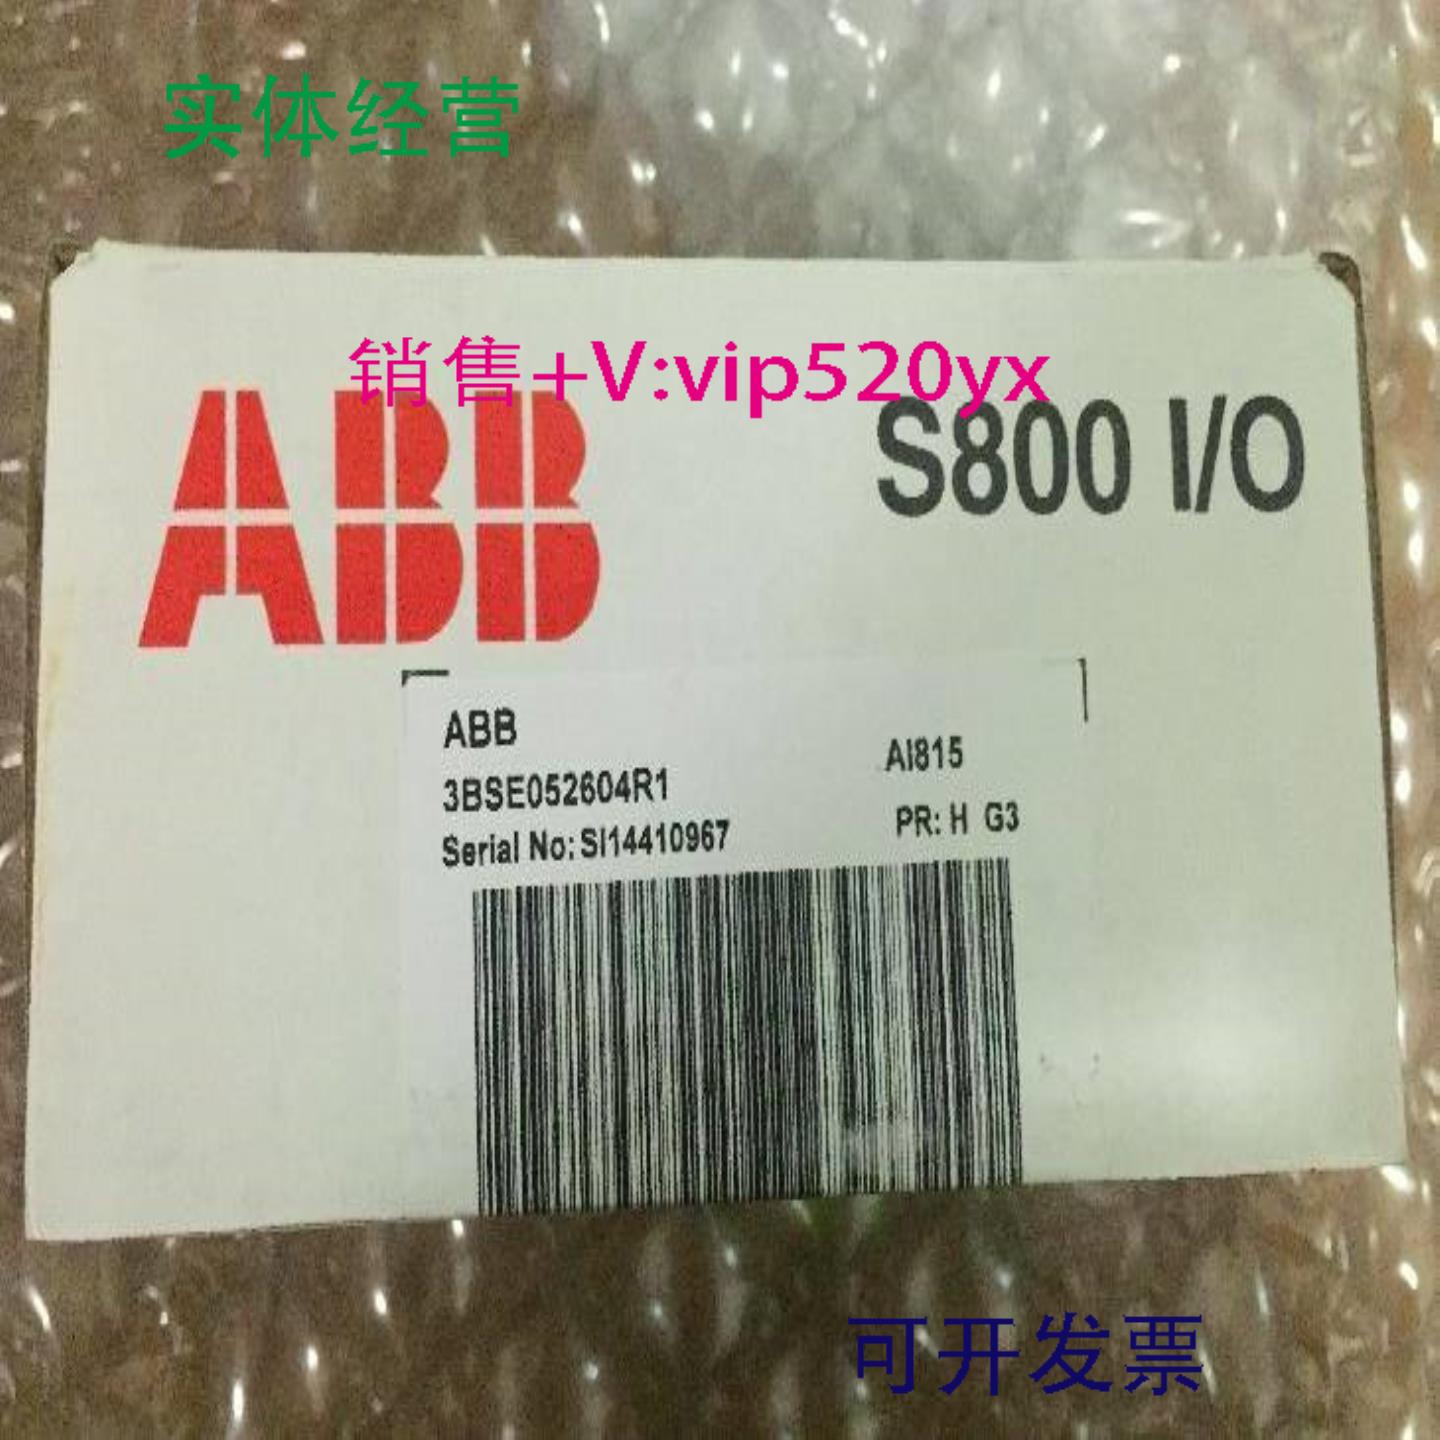 实体经营
销售+V:vip520yx
ABB
S800 I/O
ABB
3BSE052604R1
AI815
Serial No: SI14410967
PR: H G3
可开发票